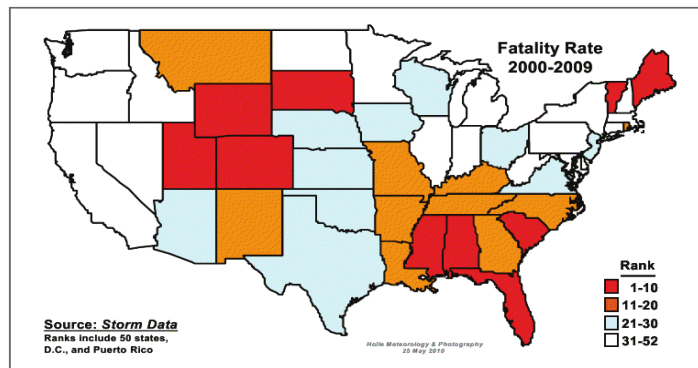 Fatality Rate
2000-2009
Rank
1-10
11-20
21-30
31-52
Source: Storm Data
Ranks include 50 states,
D.C., and Puerto Rico
Holle Meteorology & Photography
25 May 2010